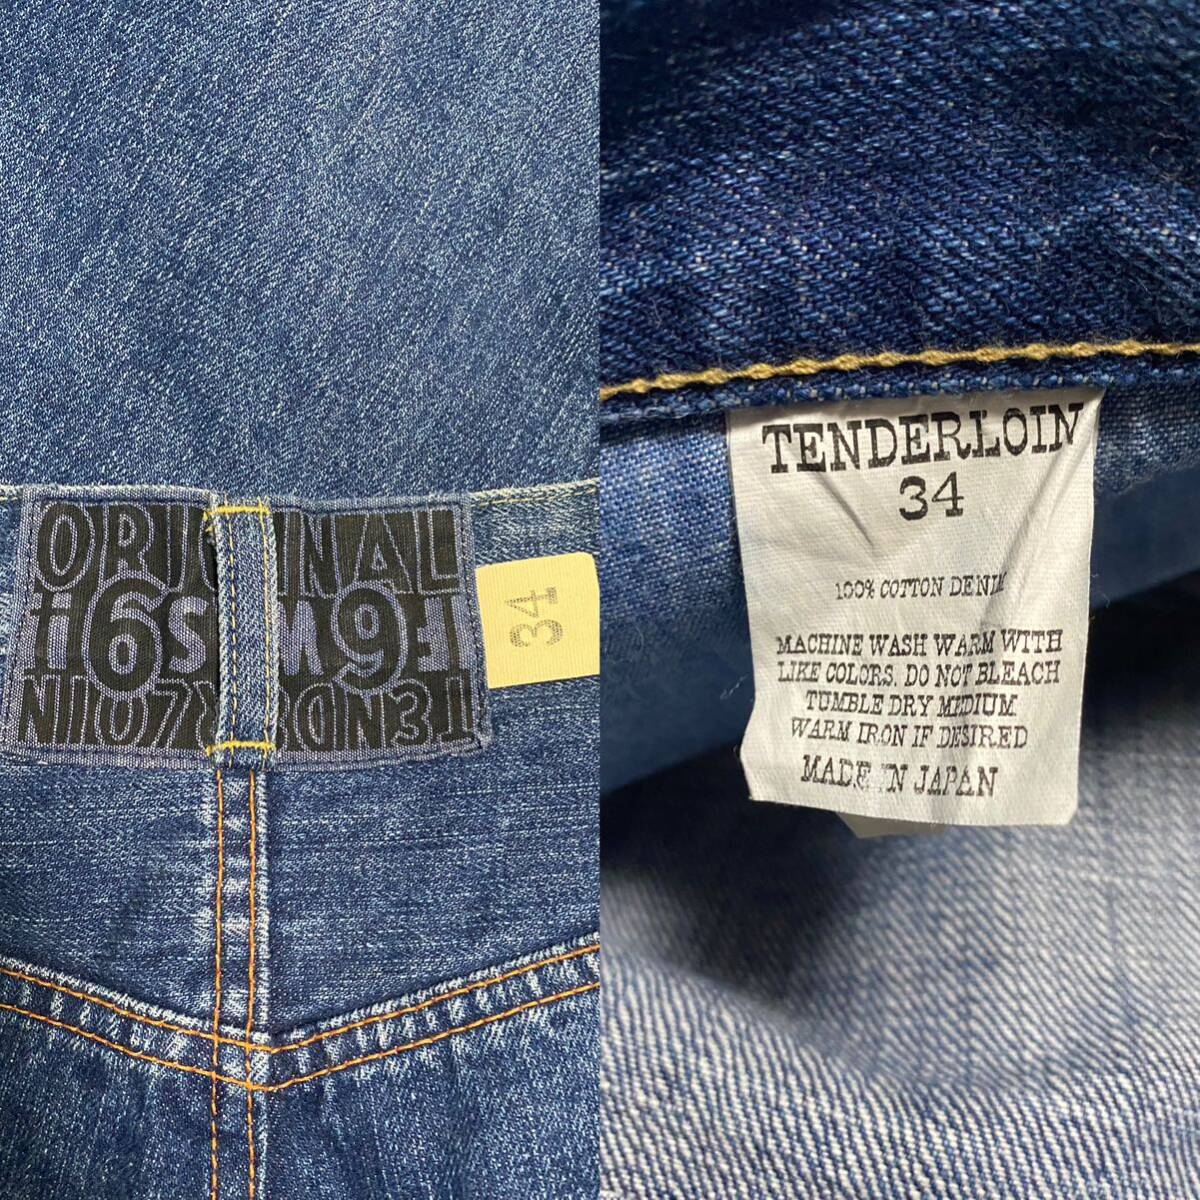 ORIGINAL
TENDERLOIN
34
TENDERLOIN
34
100% COTTON DENIM
MACHINE WASH WARM WITH
LIKE COLORS. DO NOT BLEACH
TUMBLE DRY MEDIUM
WARM IRON IF DESIRED
MADE IN JAPAN